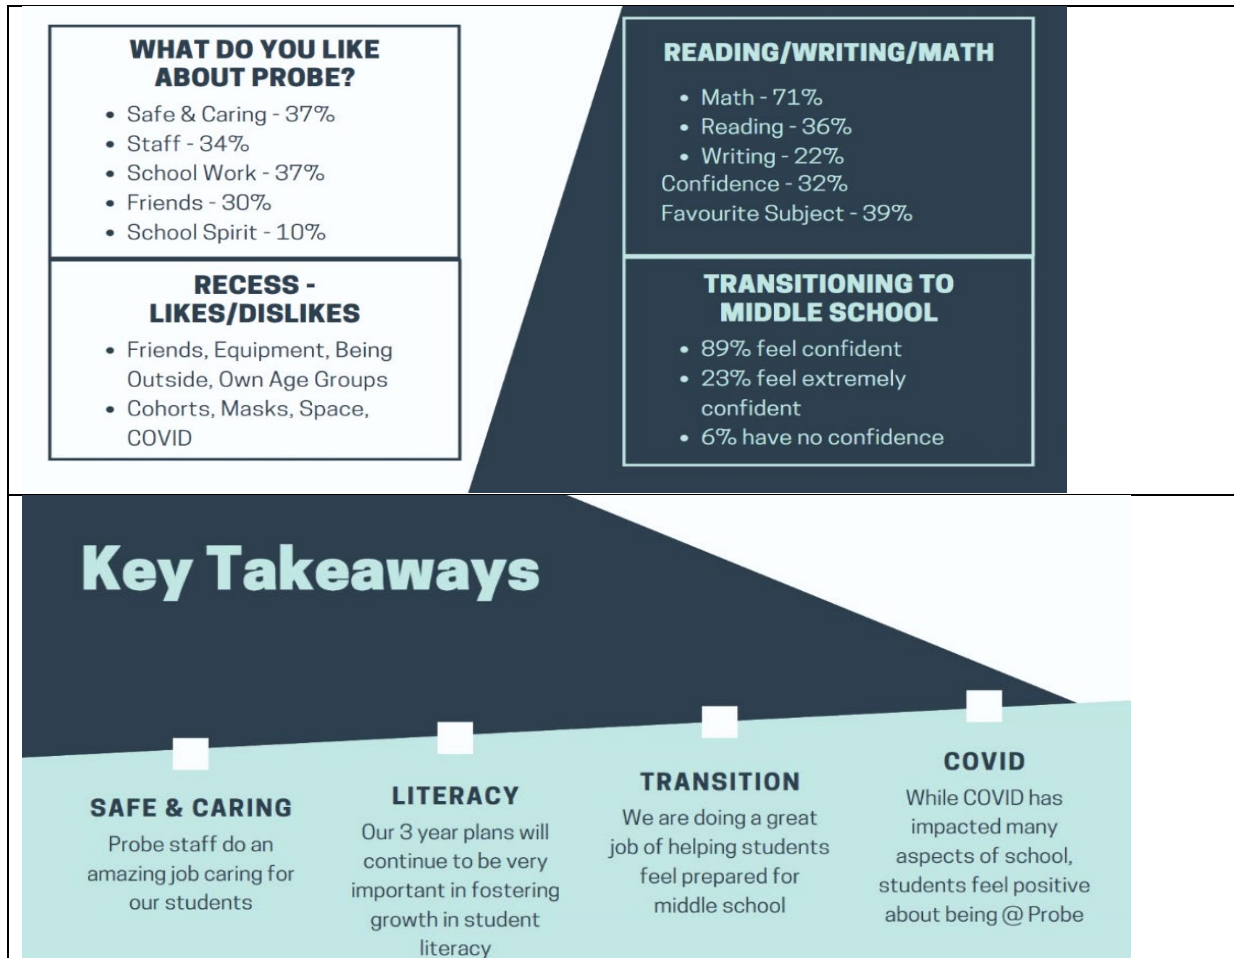 WHAT DO YOU LIKE
ABOUT PROBE?
• Safe & Caring - 37%
• Staff - 34%
• School Work - 37%
• Friends - 30%
• School Spirit - 10%
RECESS -
LIKES/DISLIKES
• Friends, Equipment, Being
Outside, Own Age Groups
• Cohorts, Masks, Space,
COVID
READING/WRITING/MATH
• Math - 71%
• Reading - 36%
• Writing - 22%
Confidence - 32%
Favourite Subject - 39%
TRANSITIONING TO
MIDDLE SCHOOL
• 89% feel confident
• 23% feel extremely
confident
• 6% have no confidence
Key Takeaways
SAFE & CARING
Probe staff do an
amazing job caring for
our students
LITERACY
Our 3 year plans will
continue to be very
important in fostering
growth in student
literacy
TRANSITION
We are doing a great
job of helping students
feel prepared for
middle school
COVID
While COVID has
impacted many
aspects of school,
students feel positive
about being @ Probe